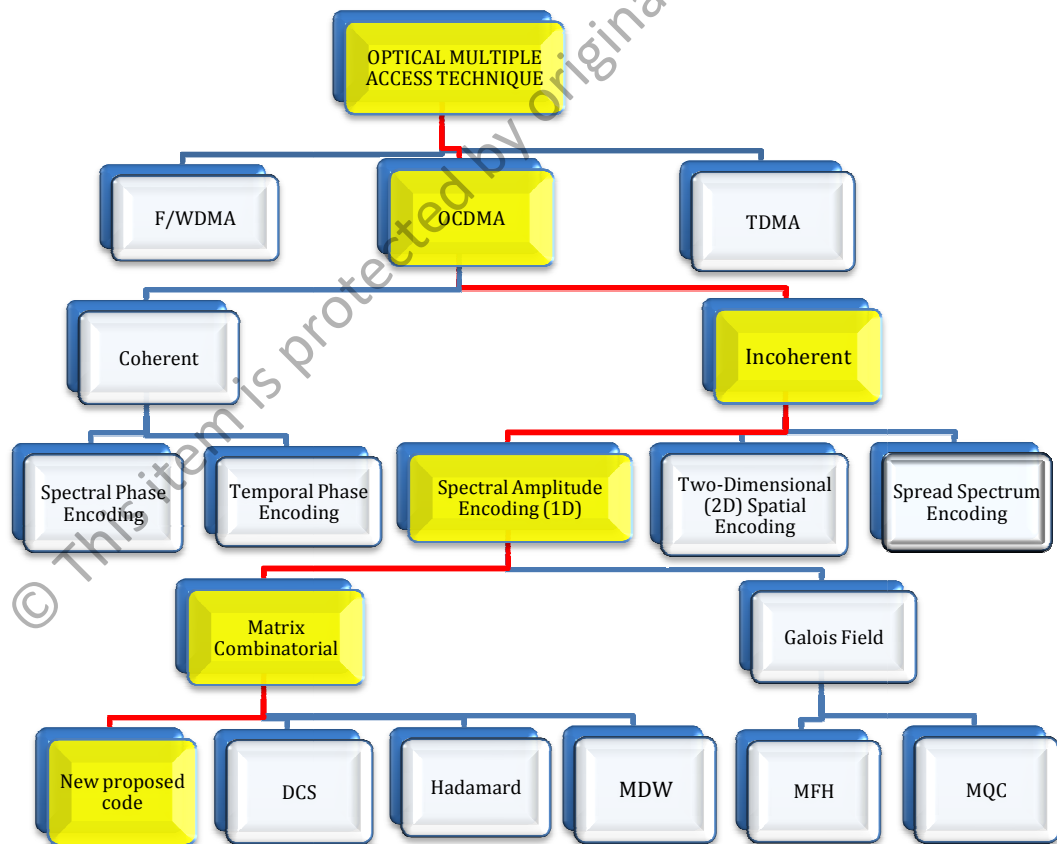 OPTICAL MULTIPLE
ACCESS TECHNIQUE
F/WDMA
OCDMA
TDMA
Coherent
Incoherent
Spectral Phase
Encoding
Temporal Phase
Encoding
Spectral Amplitude
Encoding (1D)
Two-Dimensional
(2D) Spatial
Encoding
Spread Spectrum
Encoding
Matrix
Combinatorial
Galois Field
New proposed
code
DCS
Hadamard
MDW
MFH
MQC
© This item is protected by origina